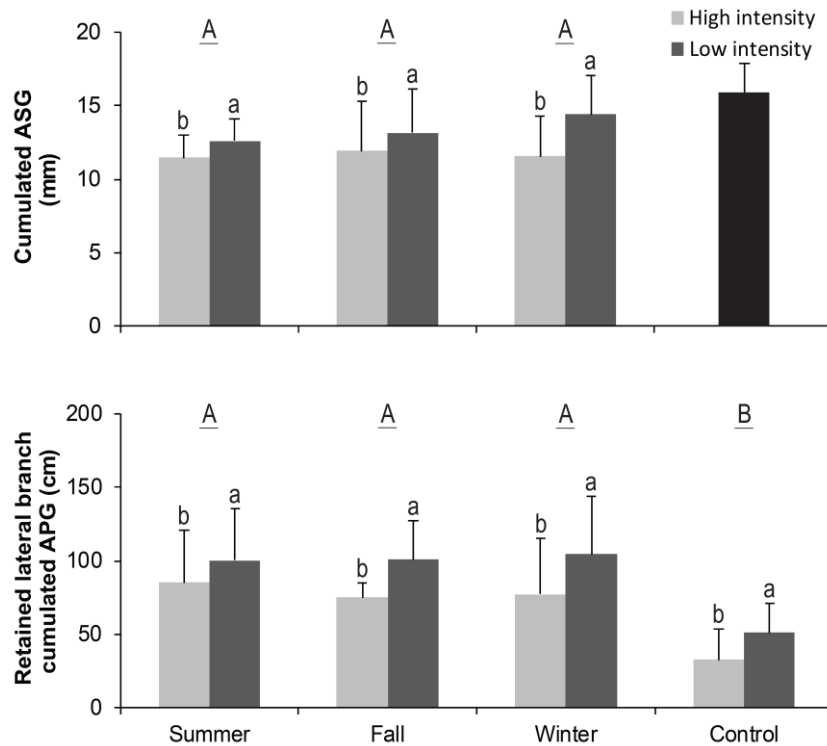 High intensity
Low intensity
Cumulated ASG
(mm)
20
15
10
5
0
A A A
b a b a b a
Retained lateral branch
cumulated APG (cm)
200
150
100
50
0
A A A B
b a b a b a b a
Summer Fall Winter Control